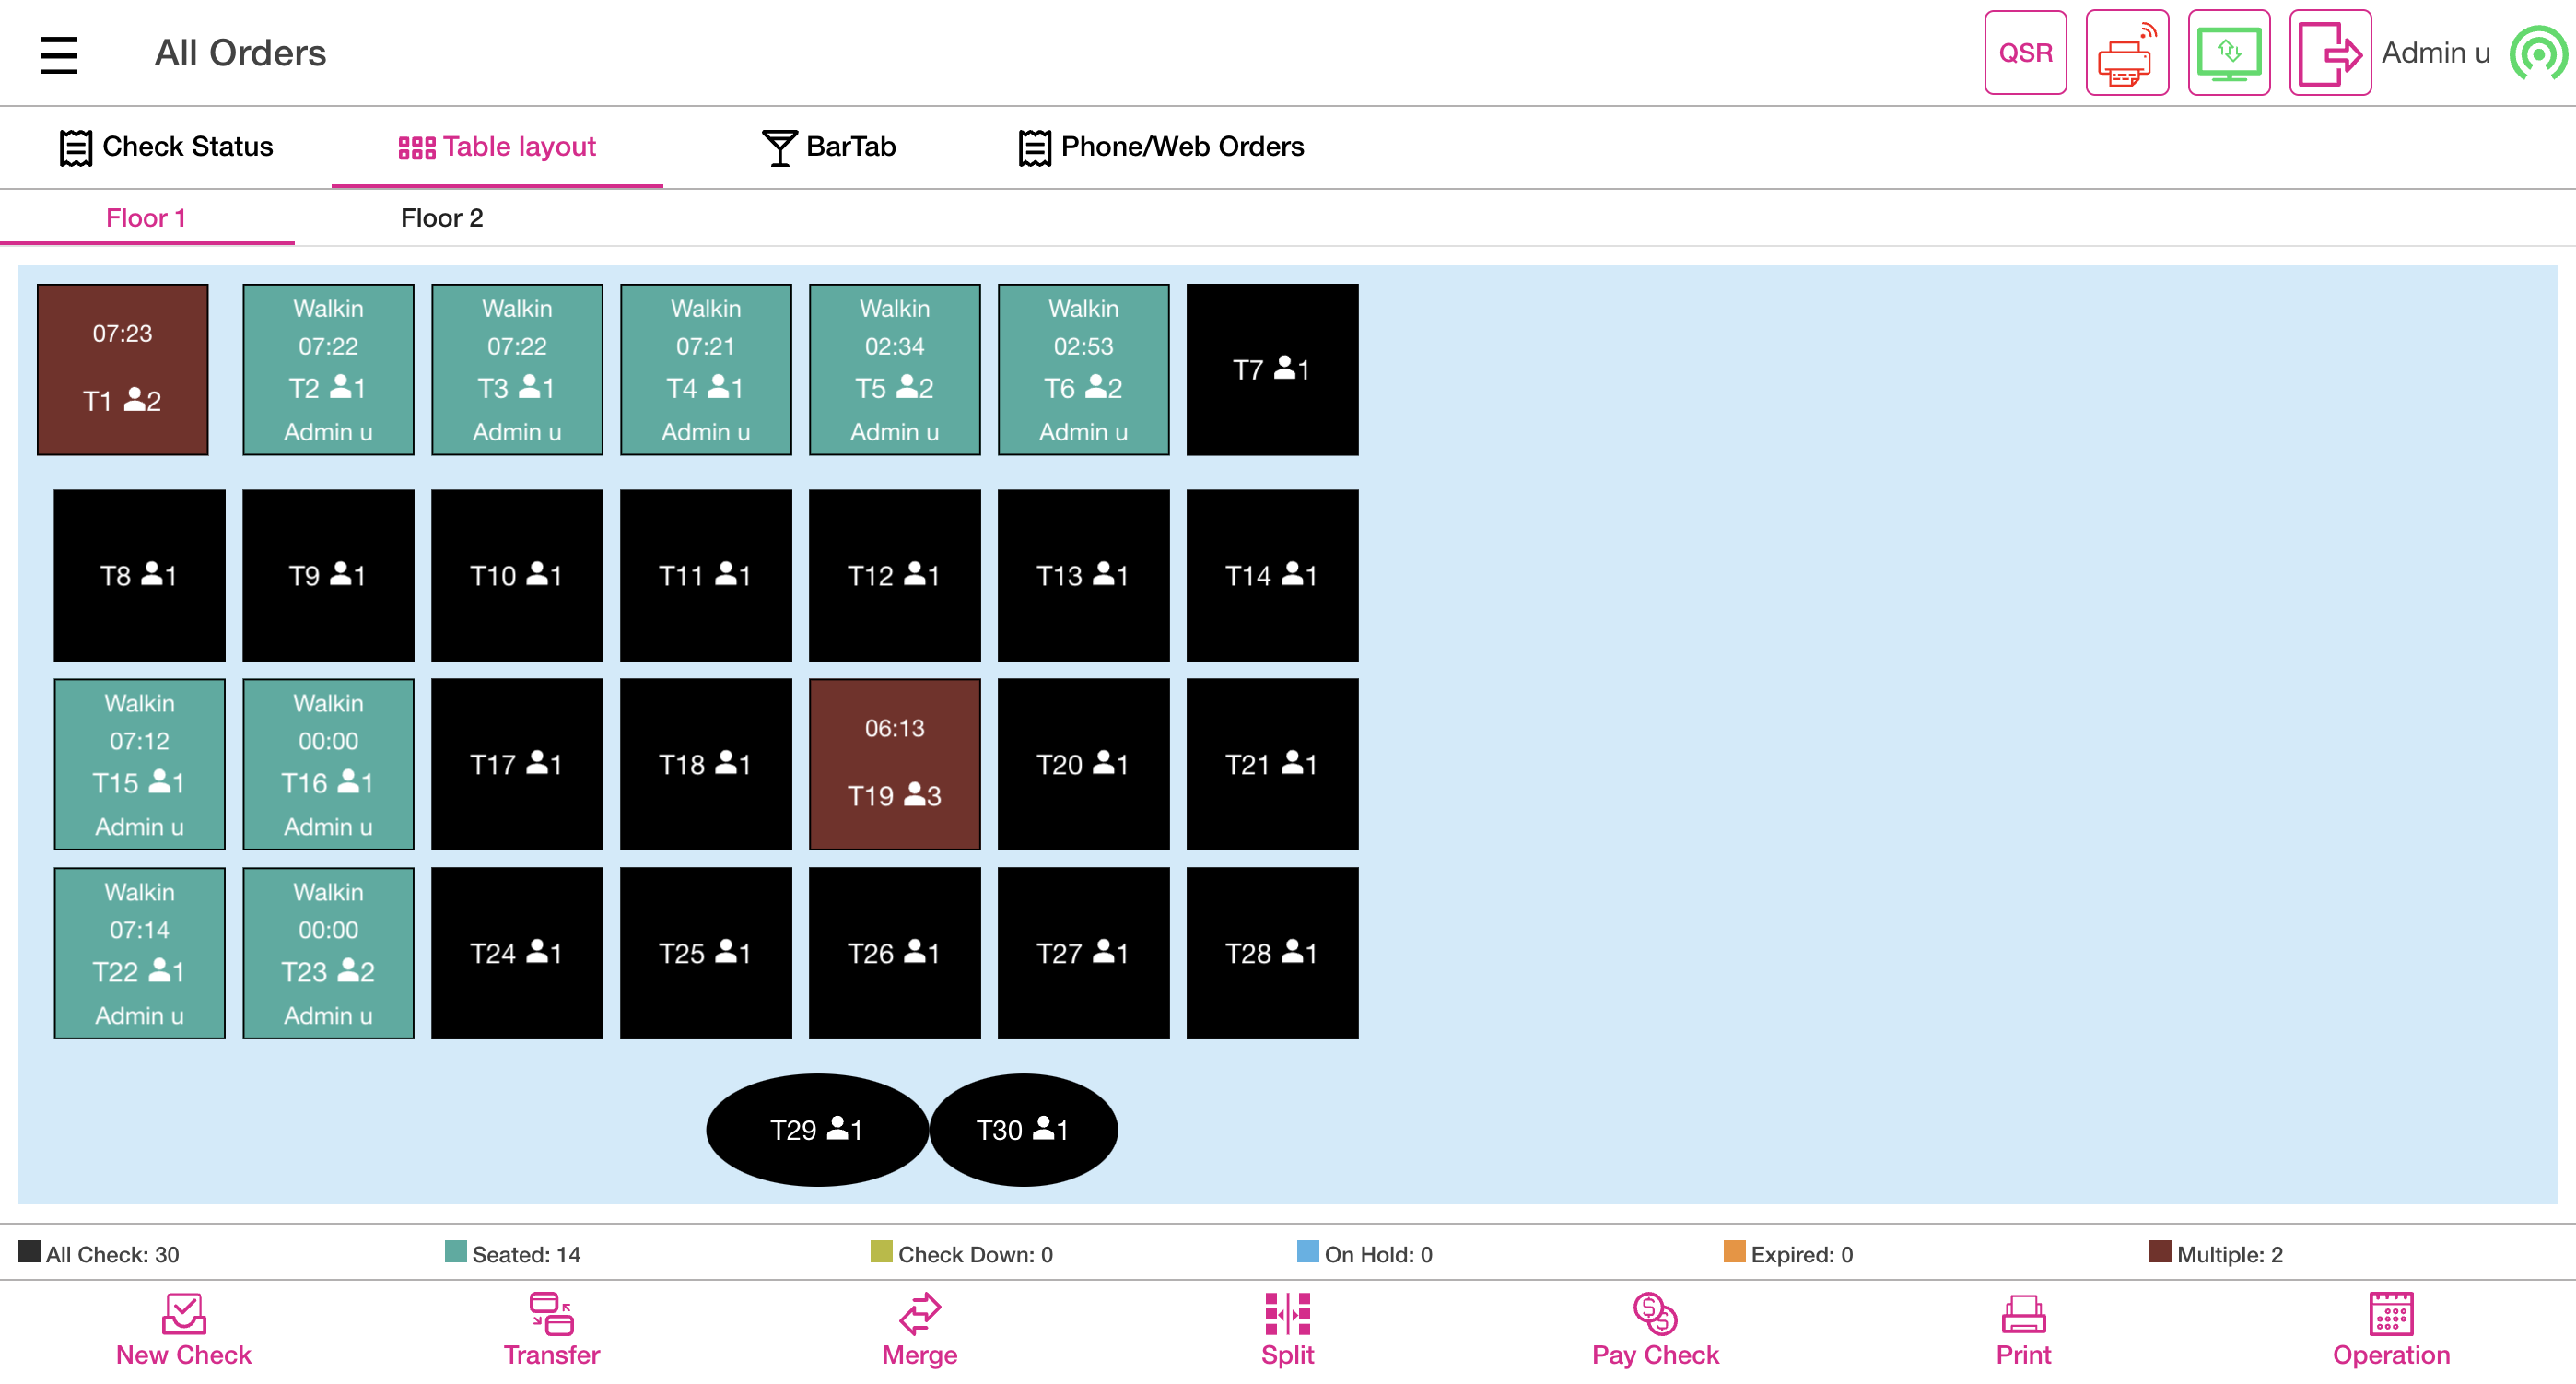 All Orders
QSR
Admin u
Check Status
Table layout
BarTab
Phone/Web Orders
Floor 1
Floor 2
07:23
T1 2
Walkin
07:22
T2 1
Admin u
Walkin
07:22
T3 1
Admin u
Walkin
07:21
T4 1
Admin u
Walkin
02:34
T5 2
Admin u
Walkin
02:53
T6 2
Admin u
T7 1
T8 1
T9 1
T10 1
T11 1
T12 1
T13 1
T14 1
Walkin
07:12
T15 1
Admin u
Walkin
00:00
T16 1
Admin u
T17 1
T18 1
06:13
T19 3
T20 1
T21 1
Walkin
07:14
T22 1
Admin u
Walkin
00:00
T23 2
Admin u
T24 1
T25 1
T26 1
T27 1
T28 1
T29 1
T30 1
All Check: 30
Seated: 14
Check Down: 0
On Hold: 0
Expired: 0
Multiple: 2
New Check
Transfer
Merge
Split
Pay Check
Print
Operation